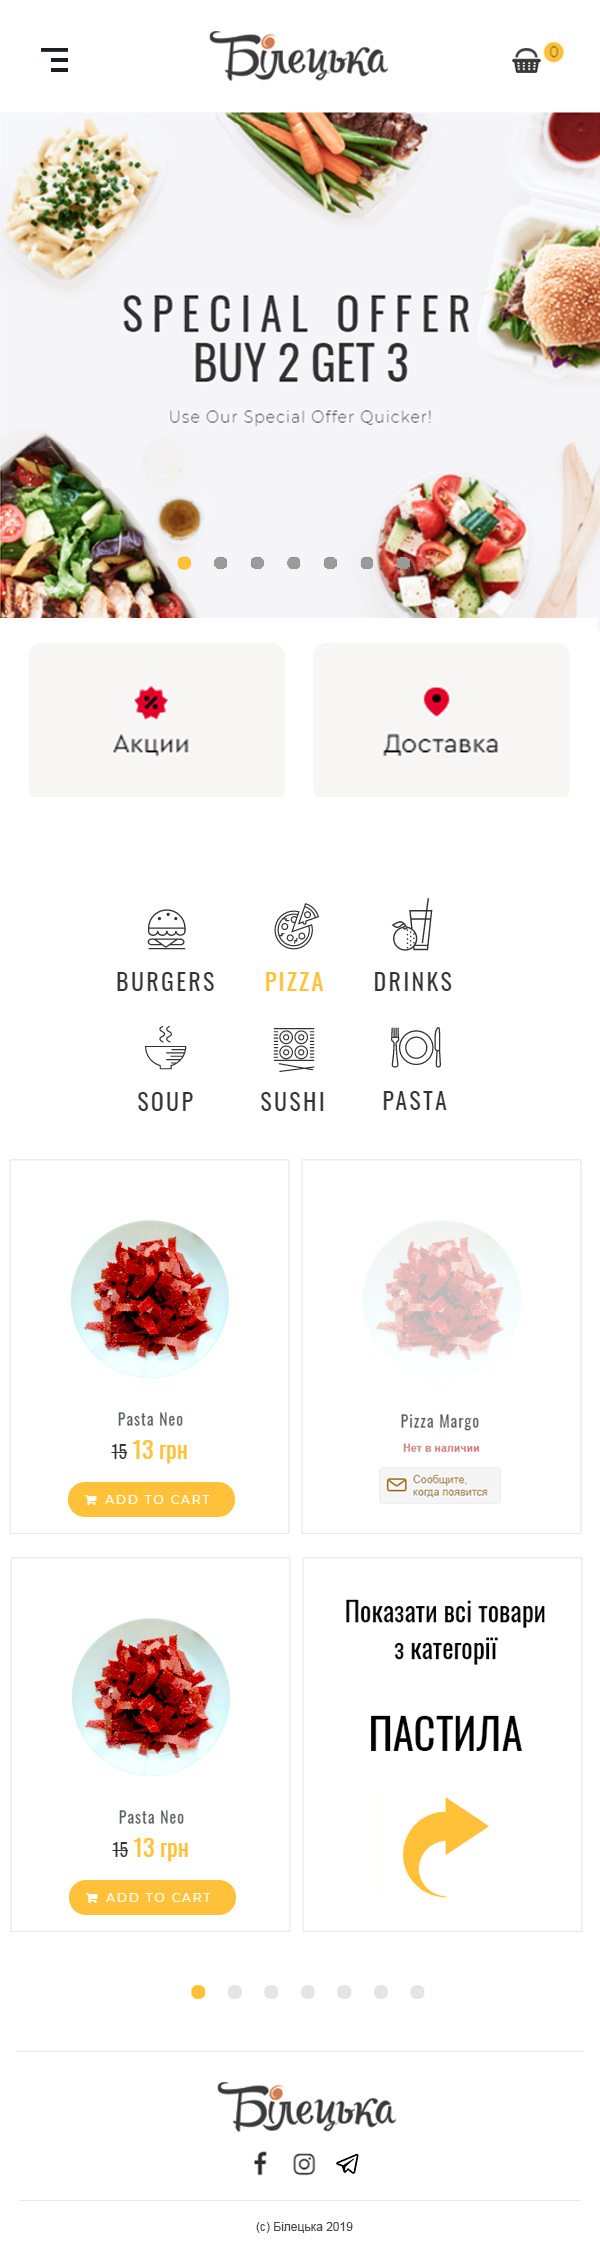 Білецька
0
SPECIAL OFFER
BUY 2 GET 3
Use Our Special Offer Quicker!
Акции
Доставка
BURGERS
PIZZA
DRINKS
SOUP
SUSHI
PASTA
Pasta Neo
15 13 грн
ADD TO CART
Pizza Margo
Нет в наличии
Сообщите,
когда появится
Pasta Neo
15 13 грн
ADD TO CART
Показати всі товари
з категорії
ПАСТИЛА
Білецька
(c) Білецька 2019